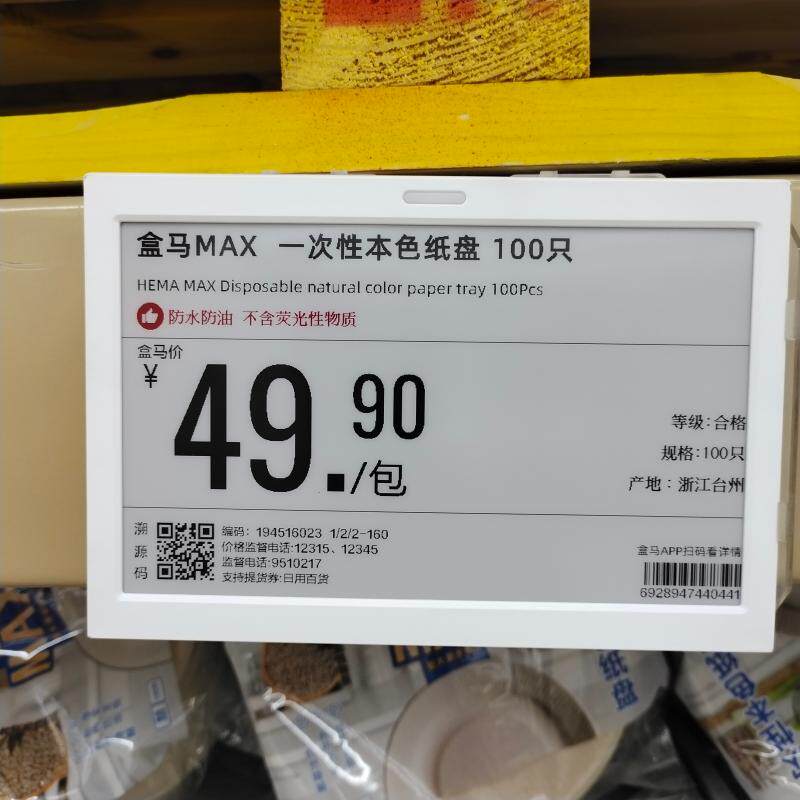 盒马MAX 一次性本色纸盘 100只
HEMA MAX Disposable natural color paper tray 100Pcs
防水防油 不含荧光性物质
盒马价
¥49.90/包
等级:合格
规格:100只
产地:浙江台州
溯源码
编码: 194516023 1/2/2-160
价格监督电话:12315、12345
监督电话:9510217
支持提货券:日用百货
盒马APP扫码看详情
6928947440441
MAX
本色纸盘